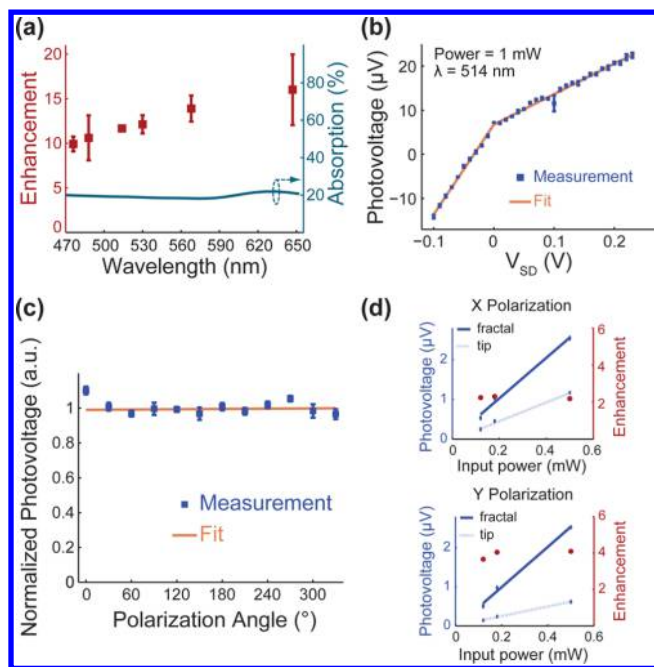 (a)
20
15
10
5
0
Enhancement
80
60
40
20
Absorption (%)
470 500 530 560 590 620 650
Wavelength (nm)
(b)
Power = 1 mW
λ = 514 nm
20
10
0
−10
Photovoltage (μV)
Measurement
Fit
−0.1 0 0.1 0.2
V_SD (V)
(c)
1
0.8
0.6
0.4
0.2
0
Normalized Photovoltage (a.u.)
Measurement
Fit
0 60 120 180 240 300
Polarization Angle (°)
(d)
X Polarization
fractal
tip
2
1
0
Photovoltage (μV)
6
4
2
Enhancement
0 0.2 0.4 0.6
Input power (mW)
Y Polarization
fractal
tip
2
1
0
Photovoltage (μV)
6
4
2
0
Enhancement
0 0.2 0.4 0.6
Input power (mW)